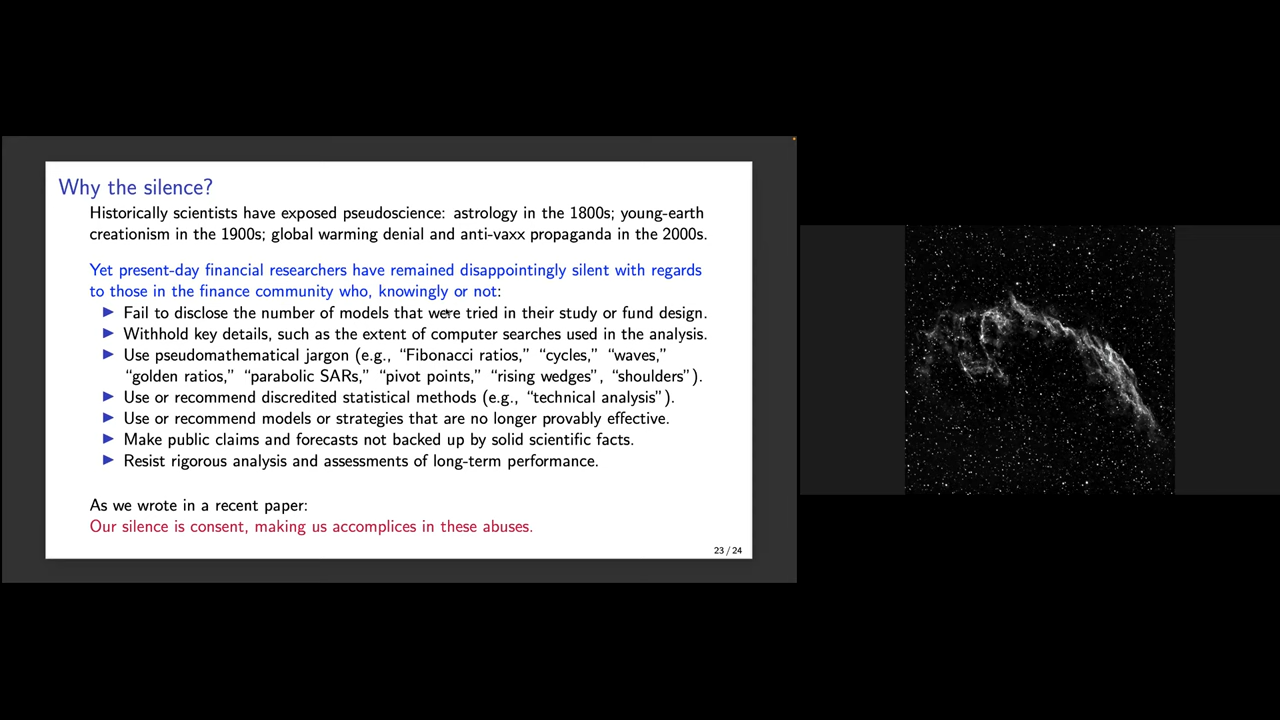 Why the silence?
Historically scientists have exposed pseudoscience: astrology in the 1800s; young-earth
creationism in the 1900s; global warming denial and anti-vaxx propaganda in the 2000s.
Yet present-day financial researchers have remained disappointingly silent with regards
to those in the finance community who, knowingly or not:
▶ Fail to disclose the number of models that were tried in their study or fund design.
▶ Withhold key details, such as the extent of computer searches used in the analysis.
▶ Use pseudomathematical jargon (e.g., “Fibonacci ratios,” “cycles,” “waves,”
“golden ratios,” “parabolic SARs,” “pivot points,” “rising wedges”, “shoulders”).
▶ Use or recommend discredited statistical methods (e.g., “technical analysis”).
▶ Use or recommend models or strategies that are no longer provably effective.
▶ Make public claims and forecasts not backed up by solid scientific facts.
▶ Resist rigorous analysis and assessments of long-term performance.
As we wrote in a recent paper:
Our silence is consent, making us accomplices in these abuses.
23 / 24